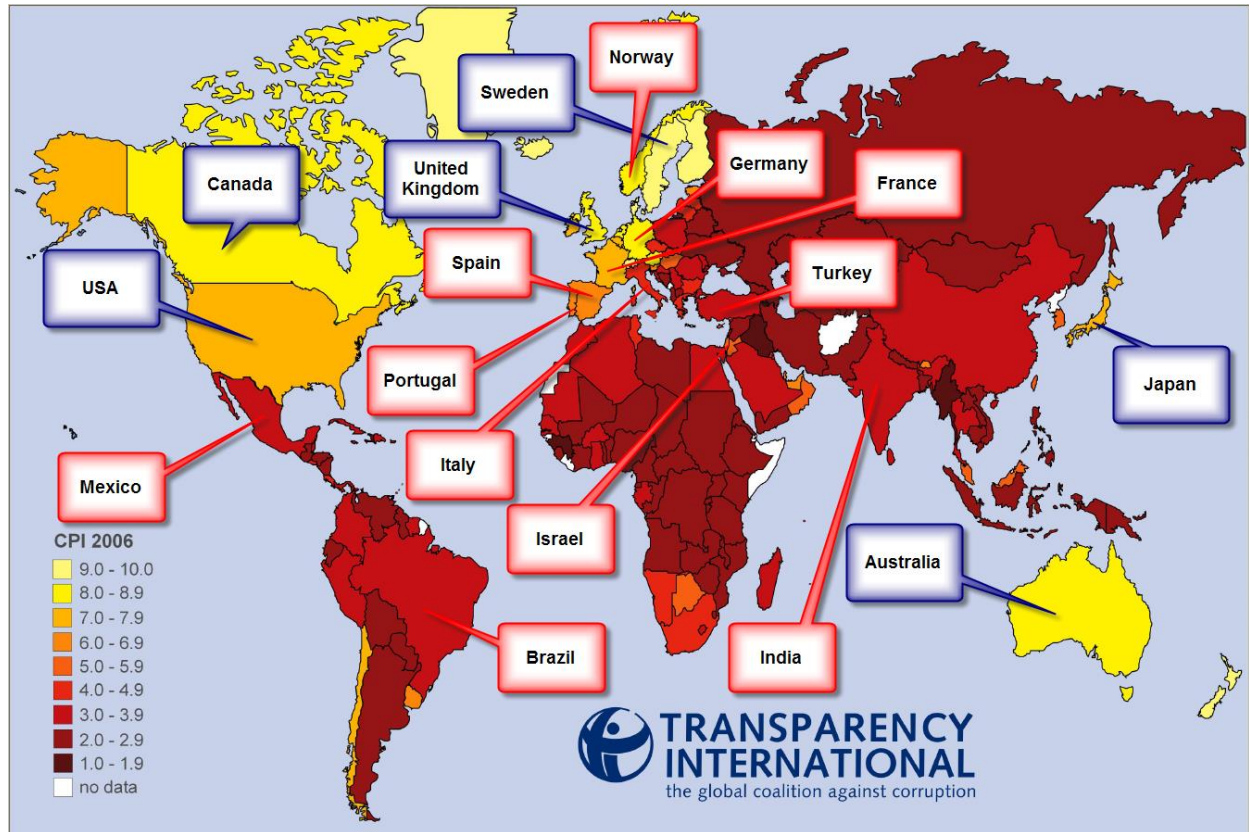 Norway
Sweden
Germany
United
Kingdom
France
Canada
Spain
Turkey
USA
Portugal
Japan
Italy
Mexico
Israel
Australia
Brazil
India
CPI 2006
9.0 - 10.0
8.0 - 8.9
7.0 - 7.9
6.0 - 6.9
5.0 - 5.9
4.0 - 4.9
3.0 - 3.9
2.0 - 2.9
1.0 - 1.9
no data
TRANSPARENCY
INTERNATIONAL
the global coalition against corruption